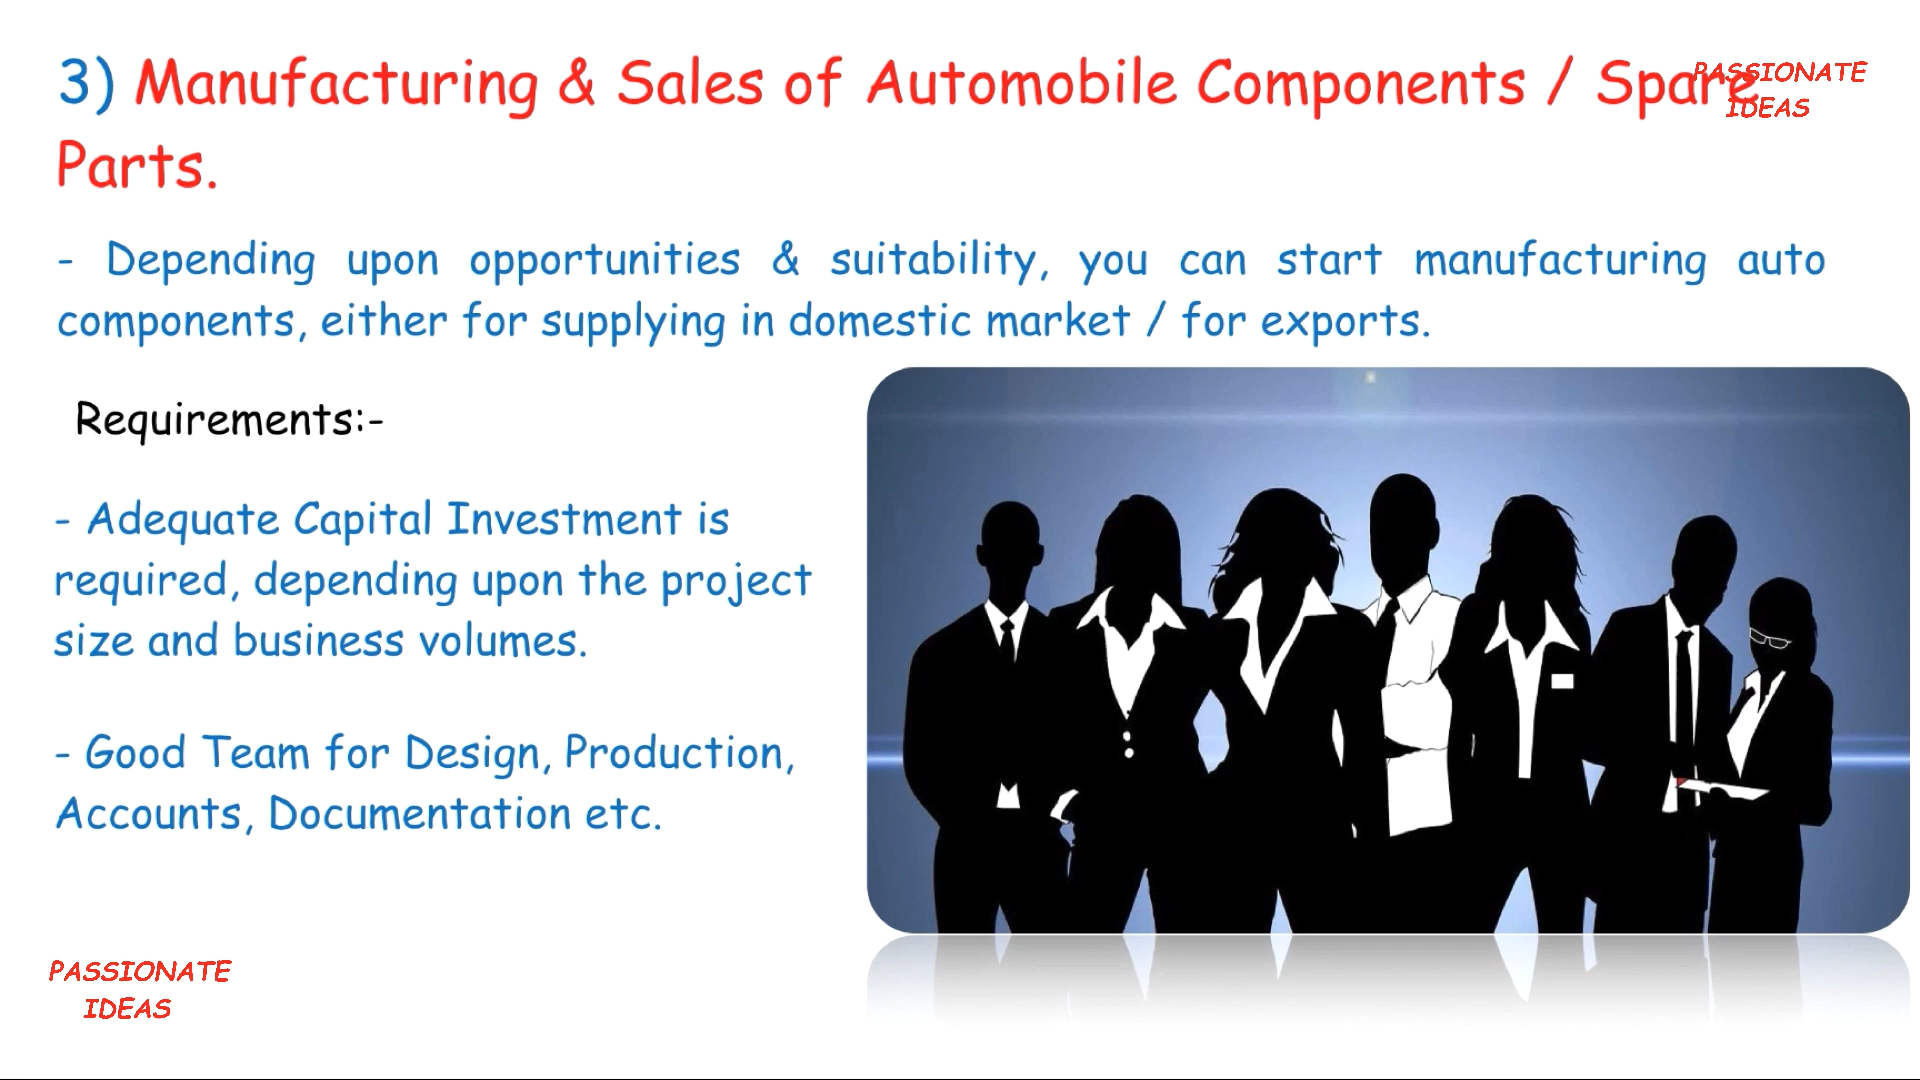 3) Manufacturing & Sales of Automobile Components / Spare
PASSIONATE
IDEAS
Parts.
- Depending upon opportunities & suitability, you can start manufacturing auto
components, either for supplying in domestic market / for exports.
Requirements:-
- Adequate Capital Investment is
required, depending upon the project
size and business volumes.
- Good Team for Design, Production,
Accounts, Documentation etc.
PASSIONATE
IDEAS